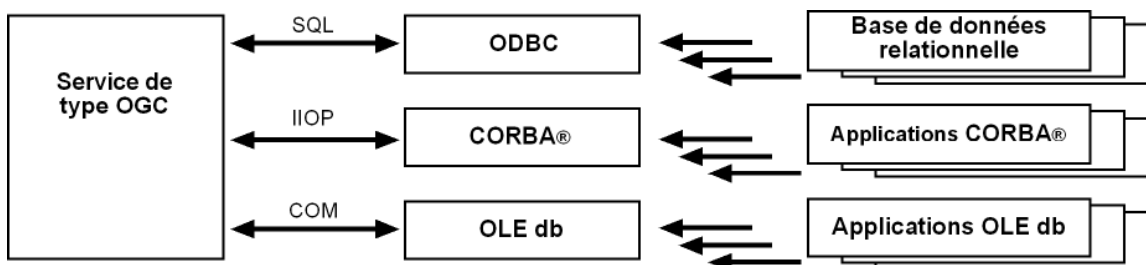 SQL
ODBC
Base de données
relationnelle
Service de
type OGC
IIOP
CORBA®
Applications CORBA®
COM
OLE db
Applications OLE db